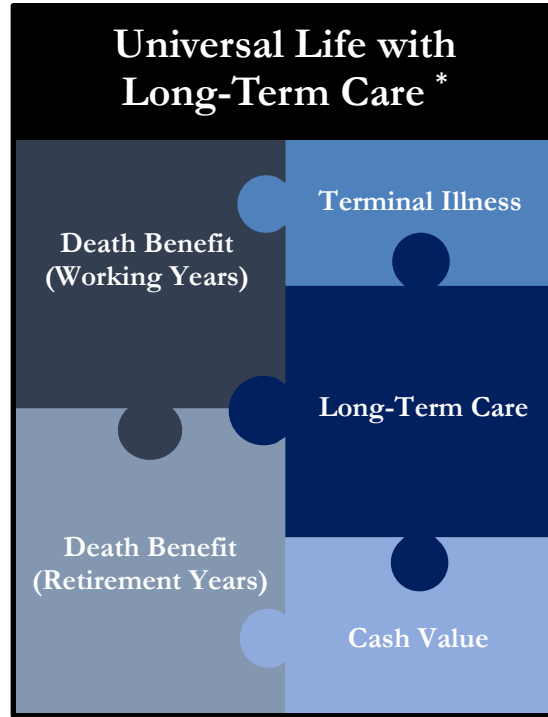 Universal Life with
Long-Term Care *
Death Benefit
(Working Years)
Terminal Illness
Long-Term Care
Death Benefit
(Retirement Years)
Cash Value